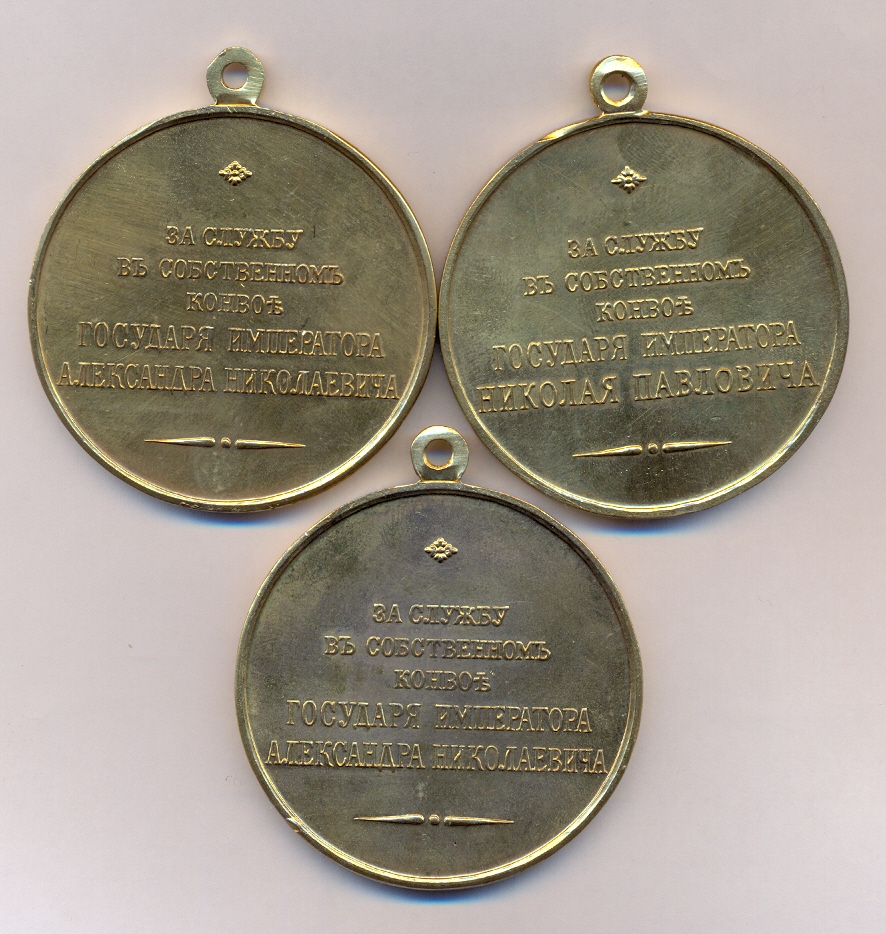 ЗА СЛУЖБУ
ВЪ СОБСТВЕННОМЪ
КОНВОѢ
ГОСУДАРЯ ИМПЕРАТОРА
АЛЕКСАНДРА НИКОЛАЕВИЧА
ЗА СЛУЖБУ
ВЪ СОБСТВЕННОМЪ
КОНВОѢ
ГОСУДАРЯ ИМПЕРАТОРА
НИКОЛАЯ ПАВЛОВИЧА
ЗА СЛУЖБУ
ВЪ СОБСТВЕННОМЪ
КОНВОѢ
ГОСУДАРЯ ИМПЕРАТОРА
АЛЕКСАНДРА НИКОЛАЕВИЧА